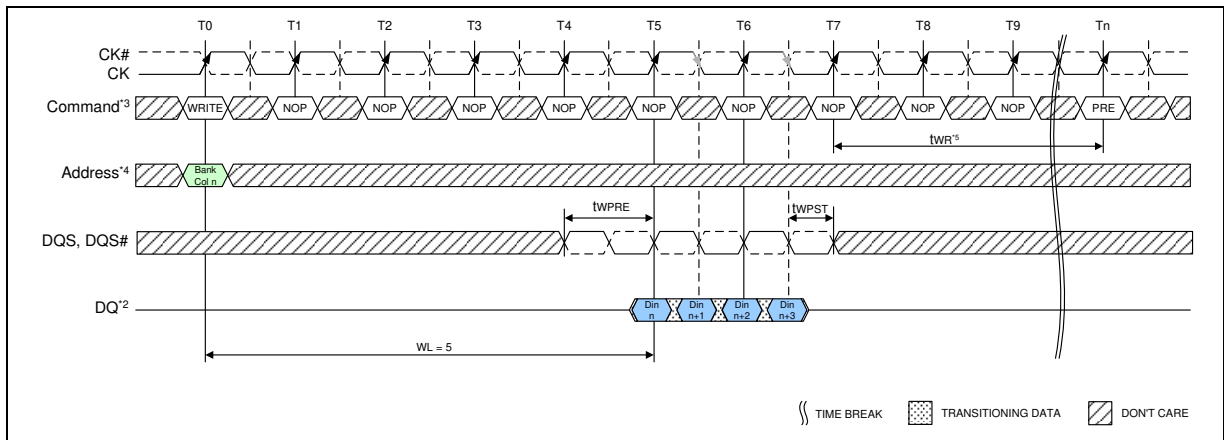 T0 T1 T2 T3 T4 T5 T6 T7 T8 T9 Tn
CK#
CK
Command*3 WRITE NOP NOP NOP NOP NOP NOP NOP NOP NOP PRE
tWR*5
Address*4 Bank Col n
tWPRE tWPST
DQS, DQS#
DQ*2 Din n Din n+1 Din n+2 Din n+3
WL = 5
TIME BREAK TRANSITIONING DATA DON'T CARE